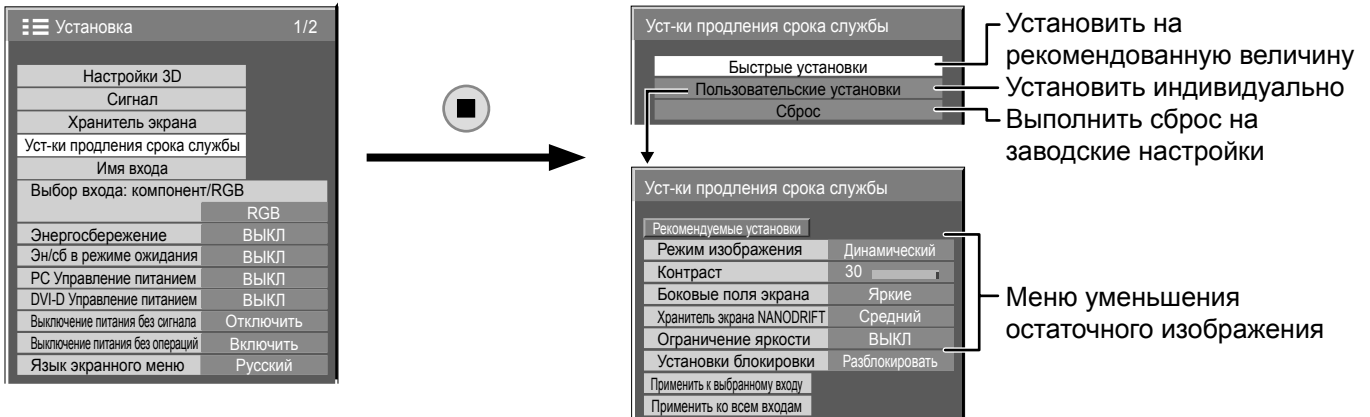 Установка 1/2
Настройки 3D
Сигнал
Хранитель экрана
Уст-ки продления срока службы
Имя входа
Выбор входа: компонент/RGB
RGB
Энергосбережение ВЫКЛ
Эн/сб в режиме ожидания ВЫКЛ
PC Управление питанием ВЫКЛ
DVI-D Управление питанием ВЫКЛ
Выключение питания без сигнала Отключить
Выключение питания без операций Включить
Язык экранного меню Русский
Уст-ки продления срока службы
Быстрые установки
Пользовательские установки
Сброс
Установить на
рекомендованную величину
Установить индивидуально
Выполнить сброс на
заводские настройки
Уст-ки продления срока службы
Рекомендуемые установки
Режим изображения Динамический
Контраст 30
Боковые поля экрана Яркие
Хранитель экрана NANODRIFT Средний
Ограничение яркости ВЫКЛ
Установки блокировки Разблокировать
Применить к выбранному входу
Применить ко всем входам
Меню уменьшения
остаточного изображения